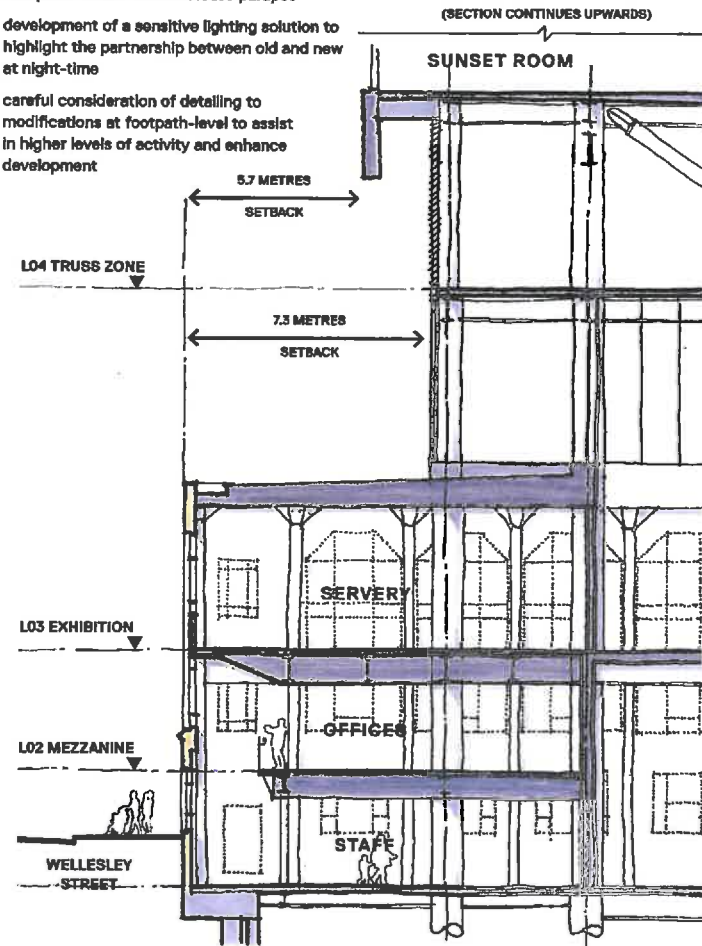 development of a sensitive lighting solution to
highlight the partnership between old and new
at night-time
careful consideration of detailing to
modifications at footpath-level to assist
in higher levels of activity and enhance
development
(SECTION CONTINUES UPWARDS)
SUNSET ROOM
5.7 METRES
SETBACK
L04 TRUSS ZONE
7.3 METRES
SETBACK
SERVERY
L03 EXHIBITION
OFFICES
L02 MEZZANINE
STAFF
WELLESLEY
STREET